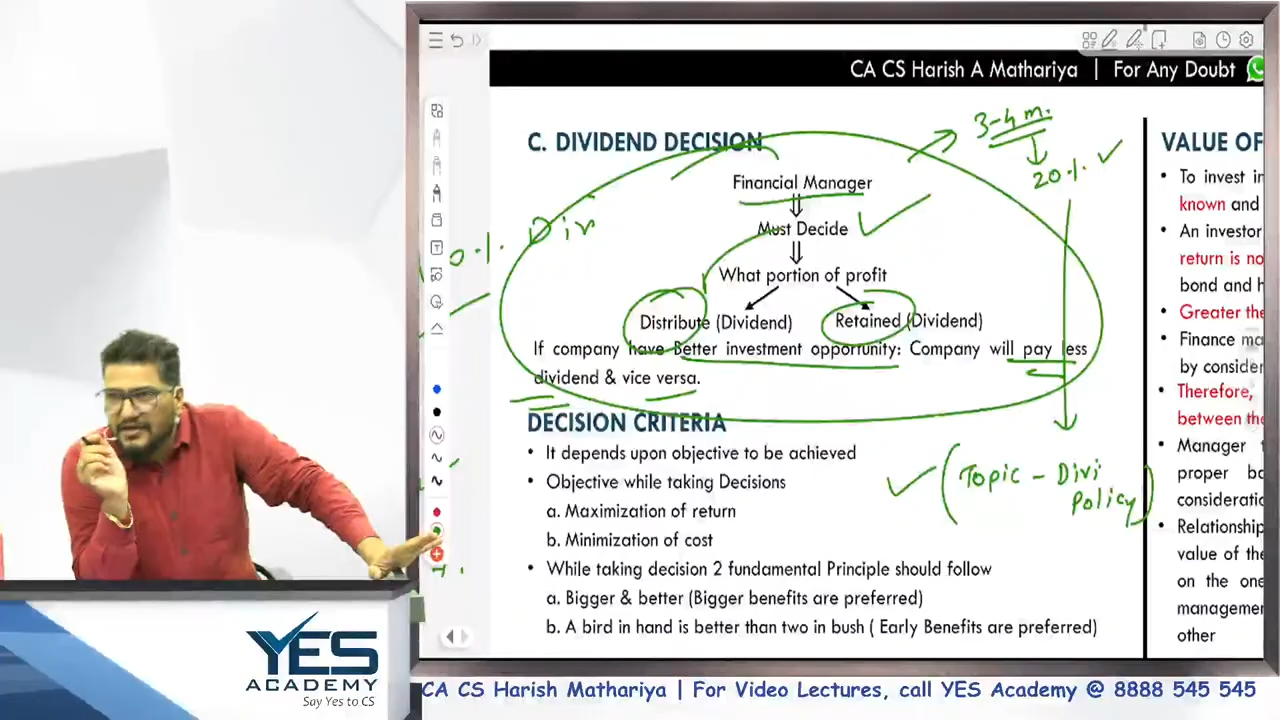 CA CS Harish A Mathariya | For Any Doubt
C. DIVIDEND DECISION
Financial Manager
Must Decide
What portion of profit
Distribute (Dividend) Retained (Dividend)
If company have Better investment opportunity: Company will pay less
dividend & vice versa.
3-4 m.
20%
0% Div
DECISION CRITERIA
• It depends upon objective to be achieved
• Objective while taking Decisions
a. Maximization of return
b. Minimization of cost
• While taking decision 2 fundamental Principle should follow
a. Bigger & better (Bigger benefits are preferred)
b. A bird in hand is better than two in bush ( Early Benefits are preferred)
(Topic - Divi
Policy)
VALUE OF
• To invest in
known and
• An investor
return is no
bond and h
• Greater the
• Finance ma
by consider
• Therefore,
between the
• Manager
proper ba
consideratio
• Relationship
value of the
on the one
managemen
other
YES
ACADEMY
Say Yes to CS
CA CS Harish Mathariya | For Video Lectures, call YES Academy @ 8888 545 545